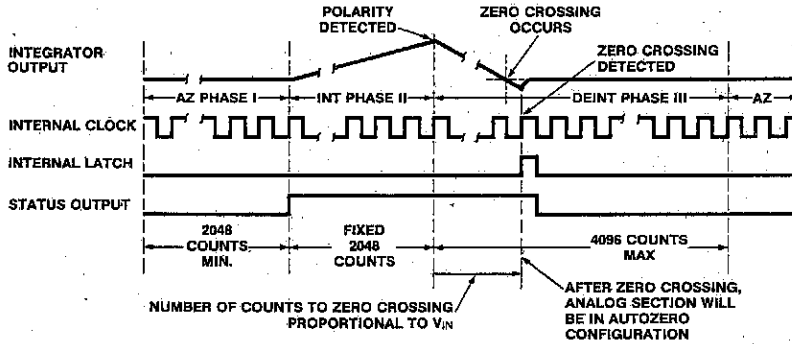 POLARITY
DETECTED
ZERO CROSSING
OCCURS
INTEGRATOR
OUTPUT
ZERO CROSSING
DETECTED
AZ PHASE I
INT PHASE II
DEINT PHASE III
AZ
INTERNAL CLOCK
INTERNAL LATCH
STATUS OUTPUT
2048
COUNTS
MIN.
FIXED
2048
COUNTS
4096 COUNTS
MAX
NUMBER OF COUNTS TO ZERO CROSSING
PROPORTIONAL TO VIN
AFTER ZERO CROSSING,
ANALOG SECTION WILL
BE IN AUTOZERO
CONFIGURATION